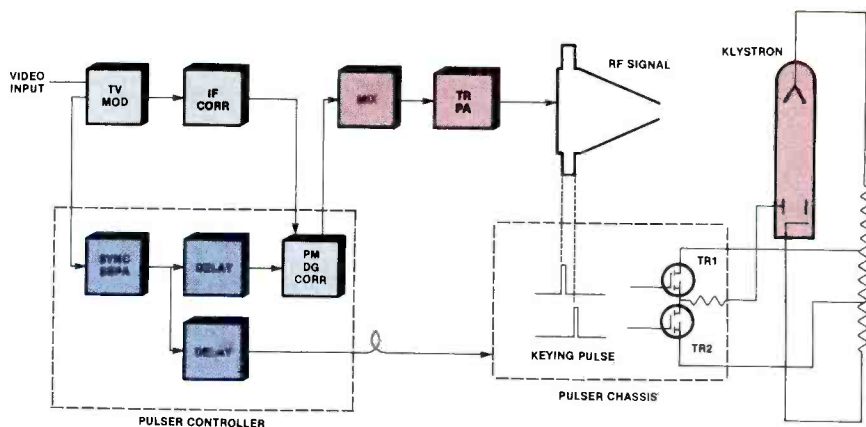 VIDEO
INPUT
TV
MOD
IF
CORR
MIX
TR
PA
RF SIGNAL
KLYSTRON
SYNC
SEPA
DELAY
PM
DG
CORR
DELAY
KEYING PULSE
TR1
TR2
PULSER CONTROLLER
PULSER CHASSIS